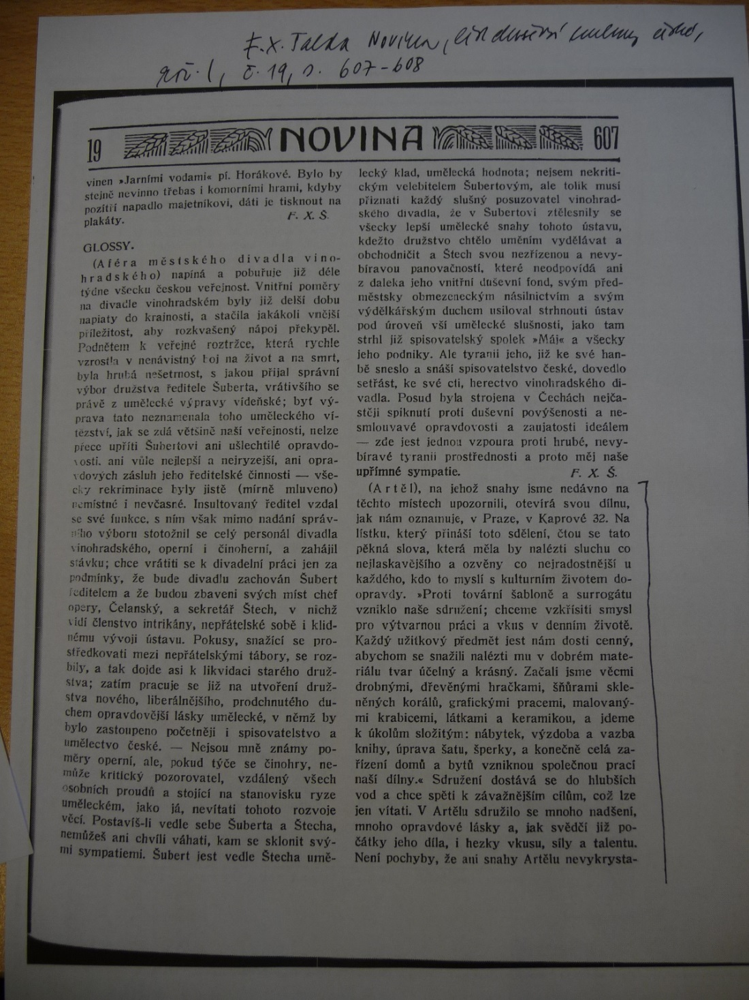 F. X. Šalda Novina, list duševní kultury české,
roč. I, č. 19, s. 607-608
19 NOVINA 607
vinen »Jarními vodami« pí. Horákové. Bylo by
stejně nevinno třebas i komorními hrami, kdyby
pozítří napadlo majetníkovi, dáti je tisknout na
plakáty. F. X. Š.
GLOSSY.
(Aféra městského divadla vino-
hradského) napíná a pobuřuje již déle
týdne všecku českou veřejnost. Vnitřní poměry
na divadle vinohradském byly již delší dobu
napiaty do krajnosti, a stačila jakákoli vnější
příležitost, aby rozkvašený nápoj překypěl.
Podnětem k veřejné roztržce, která rychle
vzrostla v nenávistný boj na život a na smrt,
byla hrubá nešetrnost, s jakou přijal správní
výbor družstva ředitele Šuberta, vrátivšího se
právě z umělecké výpravy vídeňské; byť vý-
prava tato neznamenala toho uměleckého ví-
tězství, jak se zdá většině naší veřejnosti, nelze
přece upříti Šubertovi ani ušlechtilé opravdo-
vosti. ani vůle nejlepší a nejryzejší, ani opra-
vdových zásluh jeho ředitelské činnosti — vše-
cky rekriminace byly jistě (mírně mluveno)
nemístné i nevčasné. Insultovaný ředitel vzdal
se své funkce, s ním však mimo nadání správ-
ního výboru stotožnil se celý personál divadla
vinohradského, operní i činoherní, a zahájil
stávku; chce vrátiti se k divadelní práci jen za
podmínky, že bude divadlu zachován Šubert
ředitelem a že budou zbaveni svých míst chef
opery, Čelanský, a sekretář Štech, v nichž
vidí členstvo intrikány, nepřátelské sobě i klid-
nému vývoji ústavu. Pokusy, snažící se pro-
středkovati mezi nepřátelskými tábory, se roz-
bily, a tak dojde asi k likvidaci starého druž-
stva; zatím pracuje se již na utvoření druž-
stva nového, liberálnějšího, prodchnutého du-
chem opravdovější lásky umělecké, v němž by
bylo zastoupeno početněji i spisovatelstvo a
umělectvo české. — Nejsou mně známy po-
měry operní, ale, pokud týče se činohry, ne-
může kritický pozorovatel, vzdálený všech
osobních proudů a stojící na stanovisku ryze
uměleckém, jako já, nevítati tohoto rozvoje
věcí. Postavíš-li vedle sebe Šuberta a Štecha,
nemůžeš ani chvíli váhati, kam se sklonit svý-
mi sympatiemi. Šubert jest vedle Štecha umě-
lecký klad, umělecká hodnota; nejsem nekriti-
ckým velebitelem Šubertovým, ale tolik musí
přiznati každý slušný posuzovatel vinohrad-
ského divadla, že v Šubertovi ztělesnily se
všecky lepší umělecké snahy tohoto ústavu,
kdežto družstvo chtělo uměním vydělávat a
obchodničit a Štech svou nezřízenou a nevy-
bíravou panovačností, které neodpovídá ani
z daleka jeho vnitřní duševní fond, svým před-
městsky obmezeneckým násilnictvím a svým
výdělkářským duchem usiloval strhnouti ústav
pod úroveň vší umělecké slušnosti, jako tam
strhl již spisovatelský spolek »Máj« a všecky
jeho podniky. Ale tyranii jeho, již ke své han-
bě sneslo a snáší spisovatelstvo české, dovedlo
setřást, ke své cti, herectvo vinohradského di-
vadla. Posud byla strojena v Čechách nejča-
stěji spiknutí proti duševní povýšenosti a ne-
smlouvavé opravdovosti a zaujatosti ideálem
— zde jest jednou vzpoura proti hrubé, nevy-
bíravé tyranii prostřednosti a proto měj naše
upřímné sympatie. F. X. Š.
(Artěl), na jehož snahy jsme nedávno na
těchto místech upozornili, otevírá svou dílnu,
jak nám oznamuje, v Praze, v Kaprové 32. Na
lístku, který přináší toto sdělení, čtou se tato
pěkná slova, která měla by nalézti sluchu co
nejlaskavějšího a ozvěny co nejradostnější u
každého, kdo to myslí s kulturním životem do-
opravdy. »Proti tovární šabloně a surrogátu
vzniklo naše sdružení; chceme vzkřísiti smysl
pro výtvarnou práci a vkus v denním životě.
Každý užitkový předmět jest nám dosti cenný,
abychom se snažili nalézti mu v dobrém mate-
riálu tvar účelný a krásný. Začali jsme věcmi
drobnými, dřevěnými hračkami, šňůrami skle-
něných korálů, grafickými pracemi, malovaný-
mi krabicemi, látkami a keramikou, a jdeme
k úkolům složitým: nábytek, výzdoba a vazba
knihy, úprava šatu, šperky, a konečně celá za-
řízení domů a bytů vzniknou společnou prací
naší dílny.« Sdružení dostává se do hlubších
vod a chce spěti k závažnějším cílům, což lze
jen vítati. V Artělu sdružilo se mnoho nadšení,
mnoho opravdové lásky a, jak svědčí již po-
čátky jeho díla, i hezky vkusu, síly a talentu.
Není pochyby, že ani snahy Artělu nevykrysta-